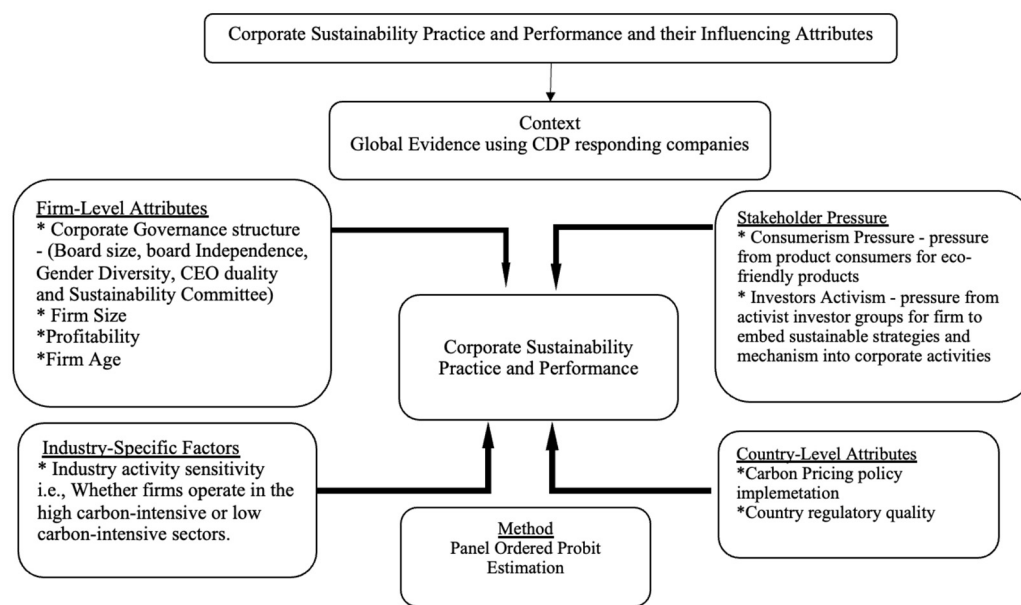 Corporate Sustainability Practice and Performance and their Influencing Attributes
Context
Global Evidence using CDP responding companies
Firm-Level Attributes
* Corporate Governance structure
- (Board size, board Independence,
Gender Diversity, CEO duality
and Sustainability Committee)
* Firm Size
*Profitability
*Firm Age
Stakeholder Pressure
* Consumerism Pressure - pressure
from product consumers for eco-
friendly products
* Investors Activism - pressure from
activist investor groups for firm to
embed sustainable strategies and
mechanism into corporate activities
Corporate Sustainability
Practice and Performance
Industry-Specific Factors
* Industry activity sensitivity
i.e., Whether firms operate in the
high carbon-intensive or low
carbon-intensive sectors.
Country-Level Attributes
*Carbon Pricing policy
implemetation
*Country regulatory quality
Method
Panel Ordered Probit
Estimation